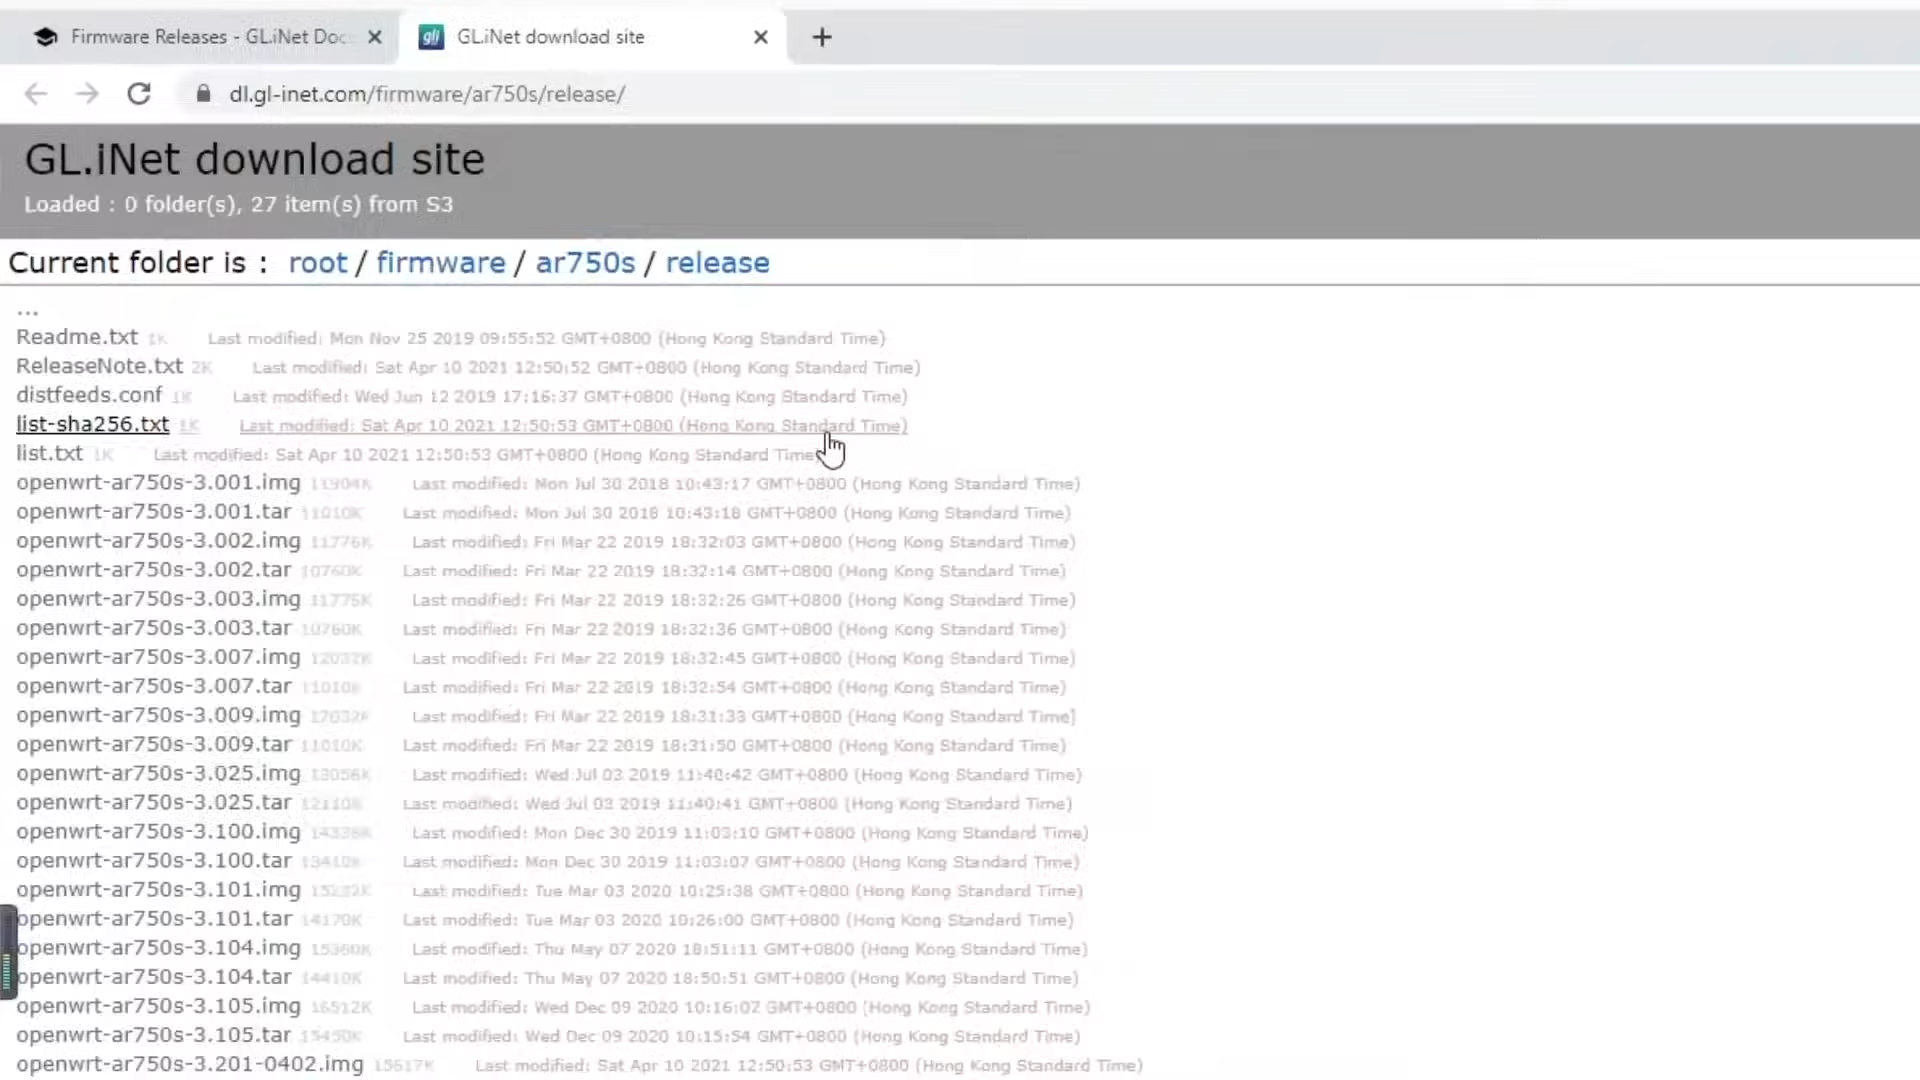 Firmware Releases - GL.iNet Doc
GL.iNet download site
dl.gl-inet.com/firmware/ar750s/release/
GL.iNet download site
Loaded : 0 folder(s), 27 item(s) from S3
Current folder is : root / firmware / ar750s / release
...
Readme.txt 1K Last modified: Mon Nov 25 2019 09:55:52 GMT+0800 (Hong Kong Standard Time)
ReleaseNote.txt 2K Last modified: Sat Apr 10 2021 12:50:52 GMT+0800 (Hong Kong Standard Time)
distfeeds.conf 1K Last modified: Wed Jun 12 2019 17:16:37 GMT+0800 (Hong Kong Standard Time)
list-sha256.txt 1K Last modified: Sat Apr 10 2021 12:50:53 GMT+0800 (Hong Kong Standard Time)
list.txt 1K Last modified: Sat Apr 10 2021 12:50:53 GMT+0800 (Hong Kong Standard Time
openwrt-ar750s-3.001.img 11904K Last modified: Mon Jul 30 2018 10:43:17 GMT+0800 (Hong Kong Standard Time)
openwrt-ar750s-3.001.tar 11010K Last modified: Mon Jul 30 2018 10:43:18 GMT+0800 (Hong Kong Standard Time)
openwrt-ar750s-3.002.img 11776K Last modified: Fri Mar 22 2019 18:32:03 GMT+0800 (Hong Kong Standard Time)
openwrt-ar750s-3.002.tar 10760K Last modified: Fri Mar 22 2019 18:32:14 GMT+0800 (Hong Kong Standard Time)
openwrt-ar750s-3.003.img 11775K Last modified: Fri Mar 22 2019 18:32:26 GMT+0800 (Hong Kong Standard Time)
openwrt-ar750s-3.003.tar 10760K Last modified: Fri Mar 22 2019 18:32:36 GMT+0800 (Hong Kong Standard Time)
openwrt-ar750s-3.007.img Last modified: Fri Mar 22 2019 18:32:45 GMT+0800 (Hong Kong Standard Time)
openwrt-ar750s-3.007.tar 11010K Last modified: Fri Mar 22 2019 18:32:54 GMT+0800 (Hong Kong Standard Time)
openwrt-ar750s-3.009.img Last modified: Fri Mar 22 2019 18:31:33 GMT+0800 (Hong Kong Standard Time)
openwrt-ar750s-3.009.tar 11010K Last modified: Fri Mar 22 2019 18:31:50 GMT+0800 (Hong Kong Standard Time)
openwrt-ar750s-3.025.img 13056K Last modified: Wed Jul 03 2019 11:40:42 GMT+0800 (Hong Kong Standard Time)
openwrt-ar750s-3.025.tar Last modified: Wed Jul 03 2019 11:40:41 GMT+0800 (Hong Kong Standard Time)
openwrt-ar750s-3.100.img Last modified: Mon Dec 30 2019 11:03:10 GMT+0800 (Hong Kong Standard Time)
openwrt-ar750s-3.100.tar Last modified: Mon Dec 30 2019 11:03:07 GMT+0800 (Hong Kong Standard Time)
openwrt-ar750s-3.101.img Last modified: Tue Mar 03 2020 10:25:38 GMT+0800 (Hong Kong Standard Time)
openwrt-ar750s-3.101.tar 14170K Last modified: Tue Mar 03 2020 10:26:00 GMT+0800 (Hong Kong Standard Time)
openwrt-ar750s-3.104.img 15360K Last modified: Thu May 07 2020 18:51:11 GMT+0800 (Hong Kong Standard Time)
openwrt-ar750s-3.104.tar 14410K Last modified: Thu May 07 2020 18:50:51 GMT+0800 (Hong Kong Standard Time)
openwrt-ar750s-3.105.img 16512K Last modified: Wed Dec 09 2020 10:16:07 GMT+0800 (Hong Kong Standard Time)
openwrt-ar750s-3.105.tar 15450K Last modified: Wed Dec 09 2020 10:15:54 GMT+0800 (Hong Kong Standard Time)
openwrt-ar750s-3.201-0402.img 15617K Last modified: Sat Apr 10 2021 12:50:53 GMT+0800 (Hong Kong Standard Time)